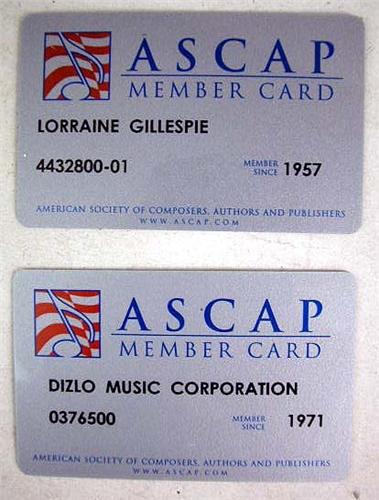 ASCAP
MEMBER CARD
LORRAINE GILLESPIE
4432800-01
MEMBER SINCE 1957
AMERICAN SOCIETY OF COMPOSERS, AUTHORS AND PUBLISHERS
WWW.ASCAP.COM
ASCAP
MEMBER CARD
DIZLO MUSIC CORPORATION
0376500
MEMBER SINCE 1971
AMERICAN SOCIETY OF COMPOSERS, AUTHORS AND PUBLISHERS
WWW.ASCAP.COM